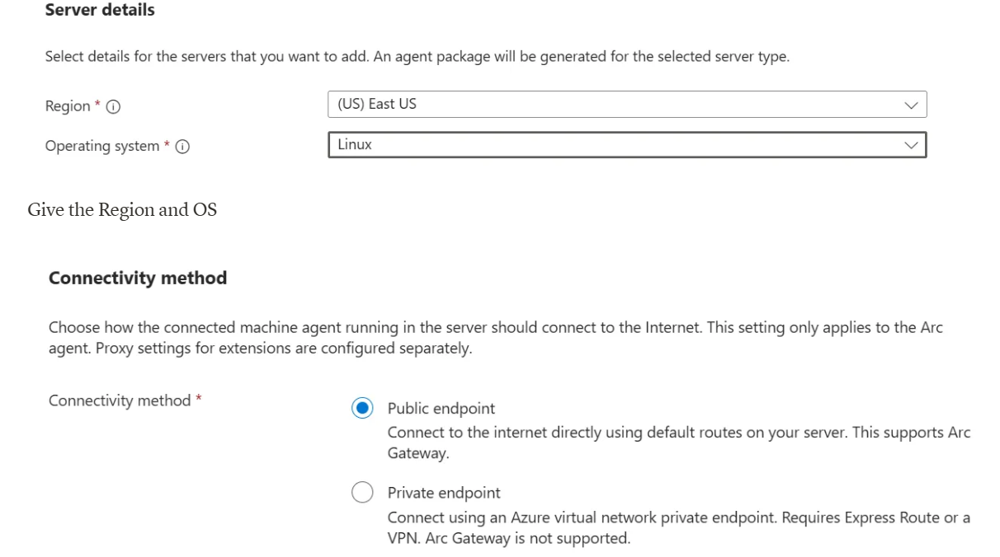 Server details
Select details for the servers that you want to add. An agent package will be generated for the selected server type.
Region * ⓘ
(US) East US
Operating system * ⓘ
Linux
Give the Region and OS
Connectivity method
Choose how the connected machine agent running in the server should connect to the Internet. This setting only applies to the Arc
agent. Proxy settings for extensions are configured separately.
Connectivity method *
Public endpoint
Connect to the internet directly using default routes on your server. This supports Arc
Gateway.
Private endpoint
Connect using an Azure virtual network private endpoint. Requires Express Route or a
VPN. Arc Gateway is not supported.